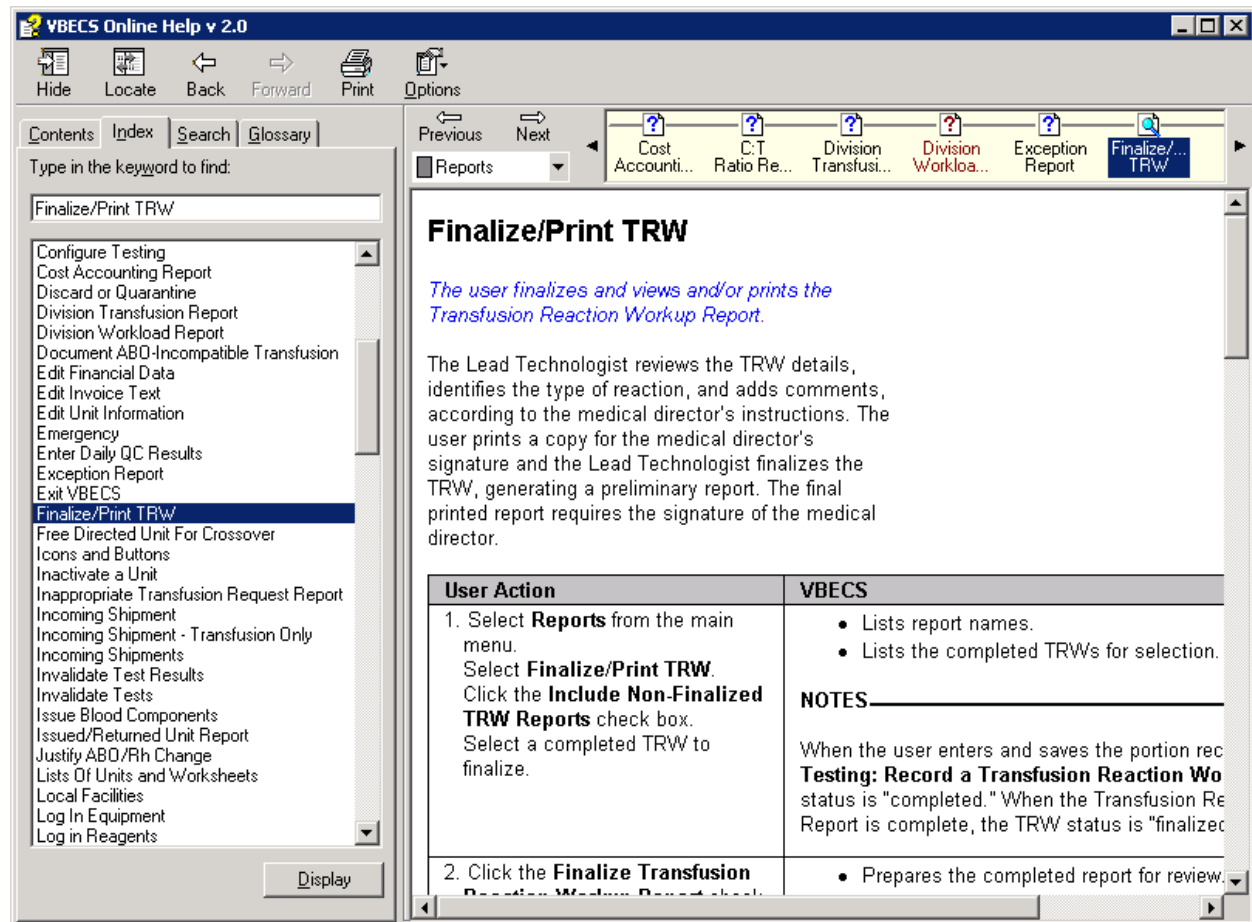 VBECS Online Help v 2.0
Hide Locate Back Forward Print Options
Contents Index Search Glossary
Type in the keyword to find:
Finalize/Print TRW
Configure Testing
Cost Accounting Report
Discard or Quarantine
Division Transfusion Report
Division Workload Report
Document ABO-Incompatible Transfusion
Edit Financial Data
Edit Invoice Text
Edit Unit Information
Emergency
Enter Daily QC Results
Exception Report
Exit VBECS
Finalize/Print TRW
Free Directed Unit For Crossover
Icons and Buttons
Inactivate a Unit
Inappropriate Transfusion Request Report
Incoming Shipment
Incoming Shipment - Transfusion Only
Incoming Shipments
Invalidate Test Results
Invalidate Tests
Issue Blood Components
Issued/Returned Unit Report
Justify ABO/Rh Change
Lists Of Units and Worksheets
Local Facilities
Log In Equipment
Log in Reagents
Display
Previous Next
Reports
Cost Accounti...
C:T Ratio Re...
Division Transfusi...
Division Workloa...
Exception Report
Finalize/... TRW
Finalize/Print TRW
The user finalizes and views and/or prints the
Transfusion Reaction Workup Report.
The Lead Technologist reviews the TRW details,
identifies the type of reaction, and adds comments,
according to the medical director's instructions. The
user prints a copy for the medical director's
signature and the Lead Technologist finalizes the
TRW, generating a preliminary report. The final
printed report requires the signature of the medical
director.
User Action
VBECS
1. Select Reports from the main
menu.
Select Finalize/Print TRW.
Click the Include Non-Finalized
TRW Reports check box.
Select a completed TRW to
finalize.
• Lists report names.
• Lists the completed TRWs for selection.
NOTES
When the user enters and saves the portion rec
Testing: Record a Transfusion Reaction Wo
status is "completed." When the Transfusion Re
Report is complete, the TRW status is "finalized
2. Click the Finalize Transfusion
Reaction Workup Report check
• Prepares the completed report for review.